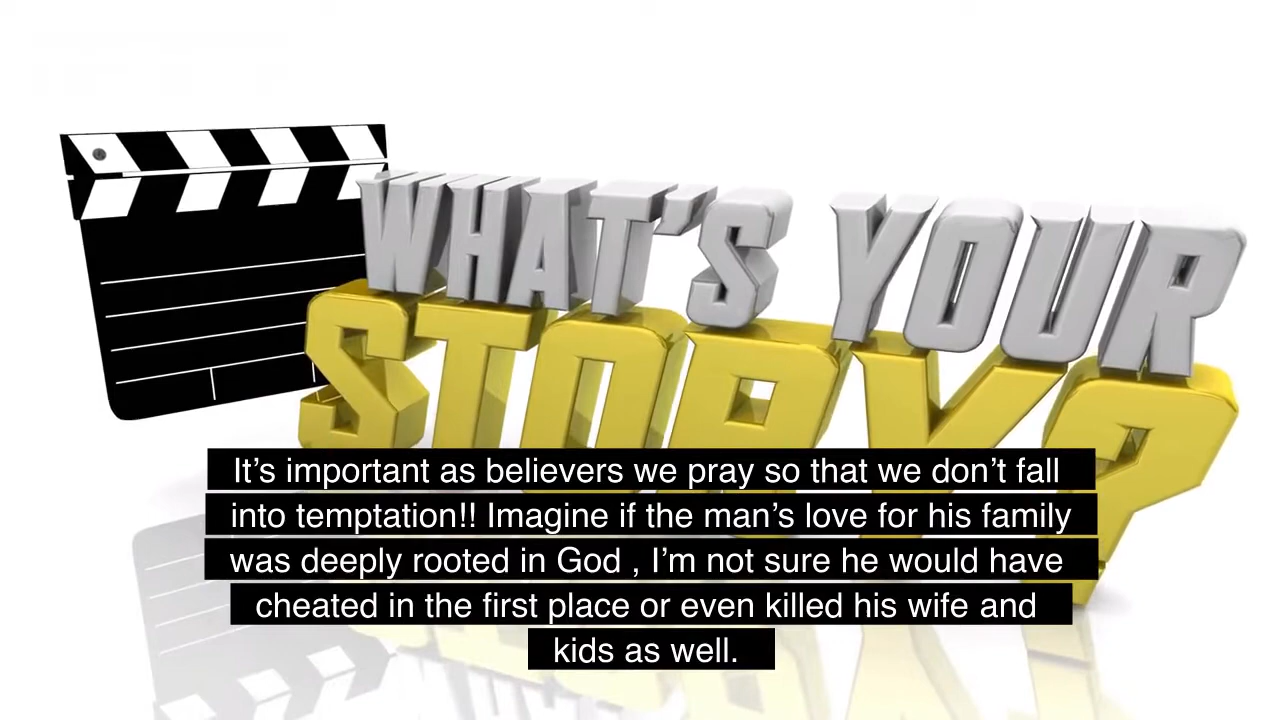 WHAT'S YOUR
STORY?
It’s important as believers we pray so that we don’t fall
into temptation!! Imagine if the man’s love for his family
was deeply rooted in God , I’m not sure he would have
cheated in the first place or even killed his wife and
kids as well.